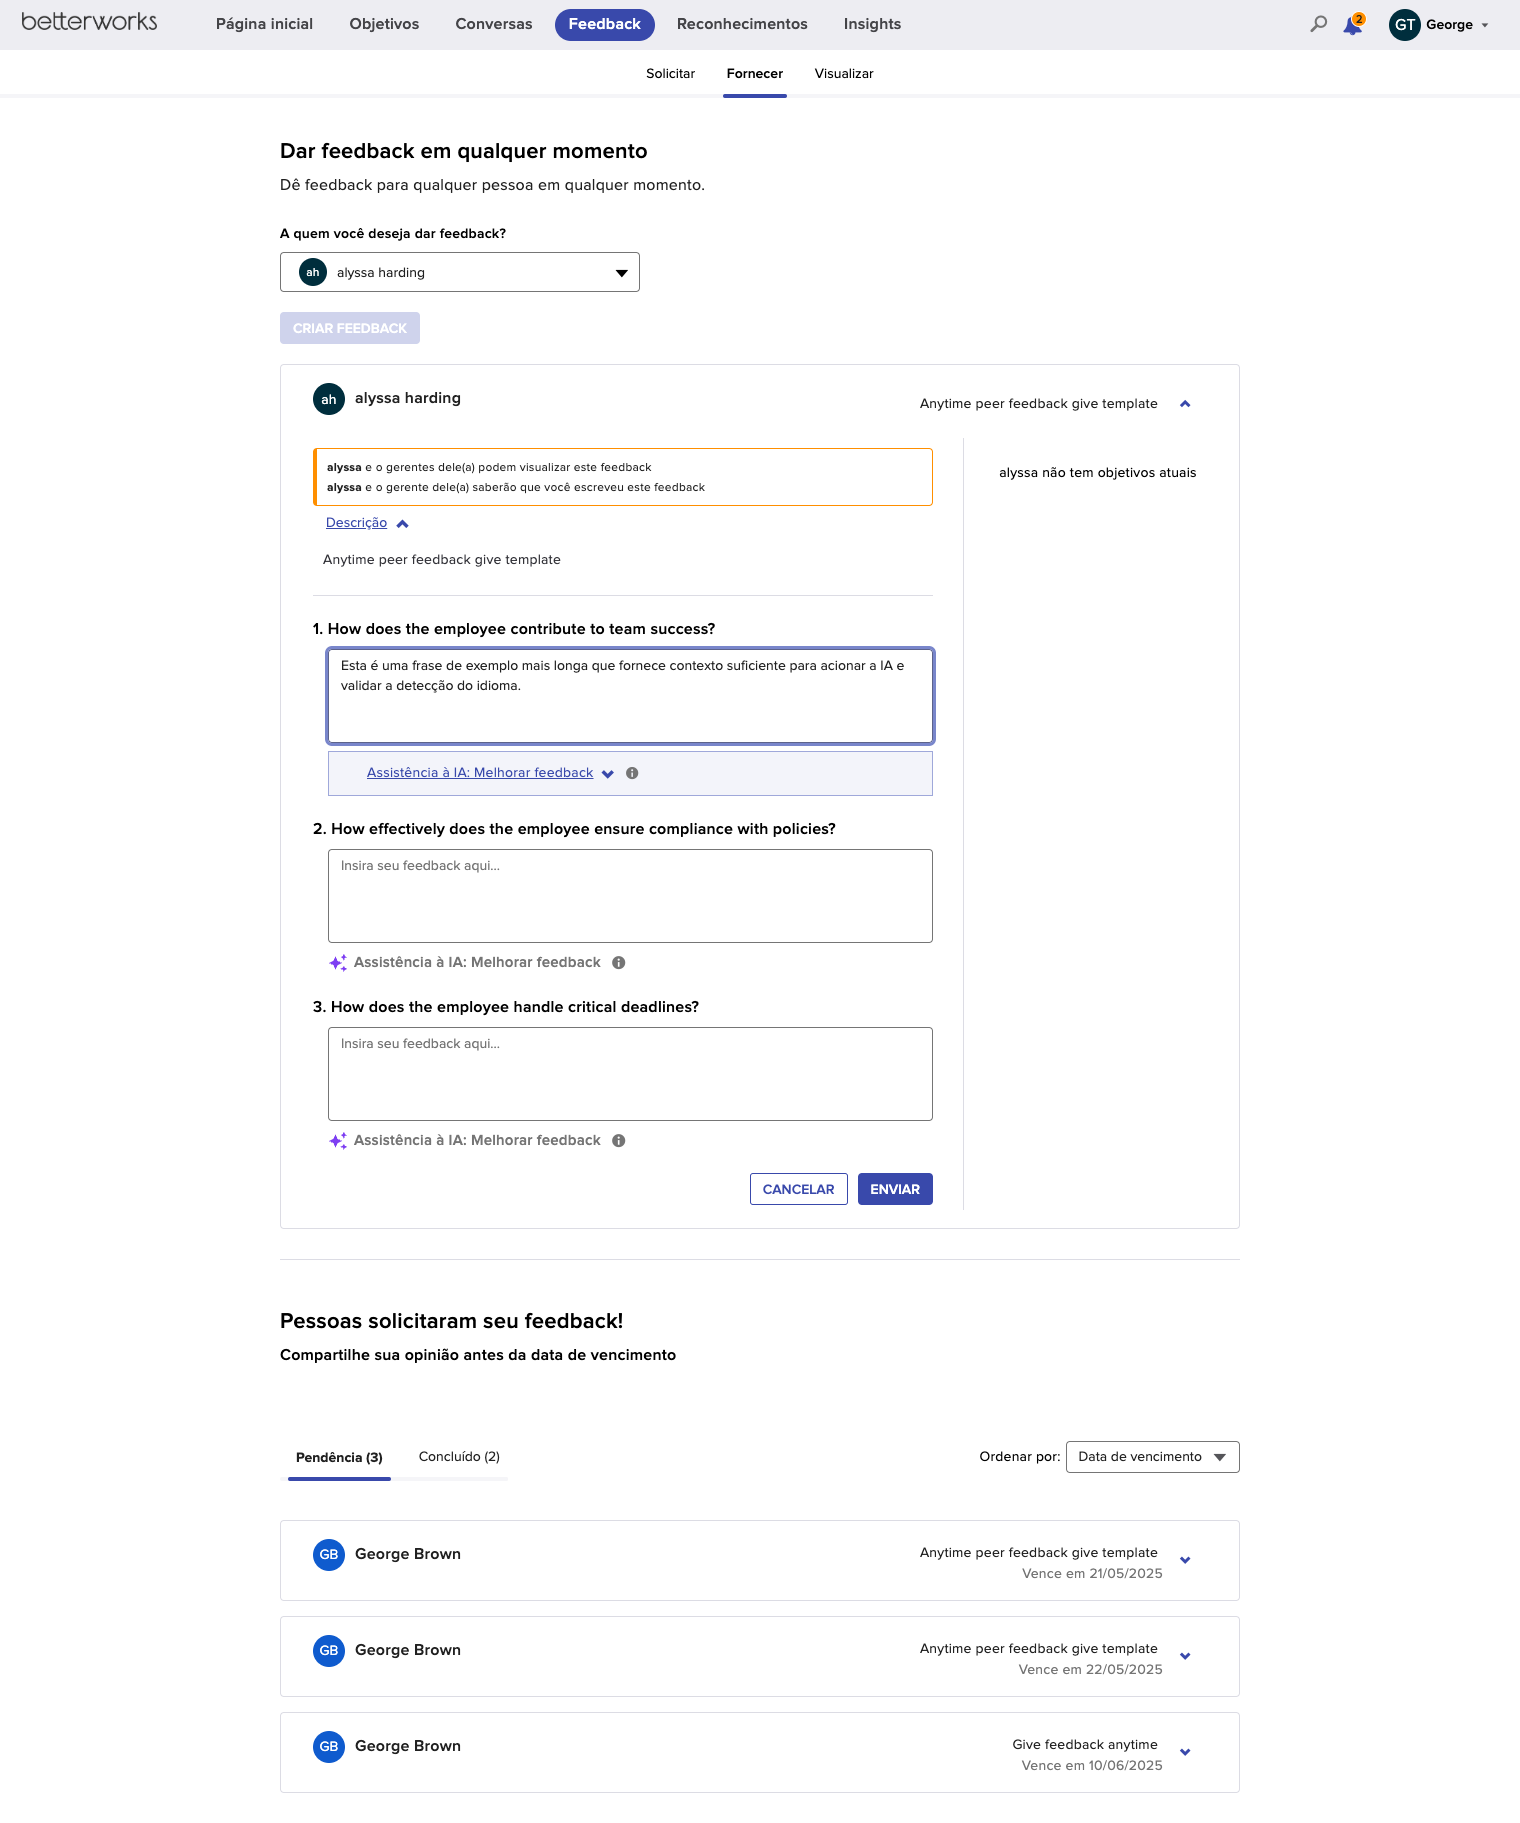 betterworks
Página inicial
Objetivos
Conversas
Feedback
Reconhecimentos
Insights
2
GT
George
Solicitar
Fornecer
Visualizar
Dar feedback em qualquer momento
Dê feedback para qualquer pessoa em qualquer momento.
A quem você deseja dar feedback?
ah
alyssa harding
CRIAR FEEDBACK
ah
alyssa harding
Anytime peer feedback give template
alyssa e o gerentes dele(a) podem visualizar este feedback
alyssa e o gerente dele(a) saberão que você escreveu este feedback
alyssa não tem objetivos atuais
Descrição
Anytime peer feedback give template
1. How does the employee contribute to team success?
Esta é uma frase de exemplo mais longa que fornece contexto suficiente para acionar a IA e
validar a detecção do idioma.
Assistência à IA: Melhorar feedback
2. How effectively does the employee ensure compliance with policies?
Insira seu feedback aqui...
Assistência à IA: Melhorar feedback
3. How does the employee handle critical deadlines?
Insira seu feedback aqui...
Assistência à IA: Melhorar feedback
CANCELAR
ENVIAR
Pessoas solicitaram seu feedback!
Compartilhe sua opinião antes da data de vencimento
Pendência (3)
Concluído (2)
Ordenar por:
Data de vencimento
GB
George Brown
Anytime peer feedback give template
Vence em 21/05/2025
GB
George Brown
Anytime peer feedback give template
Vence em 22/05/2025
GB
George Brown
Give feedback anytime
Vence em 10/06/2025